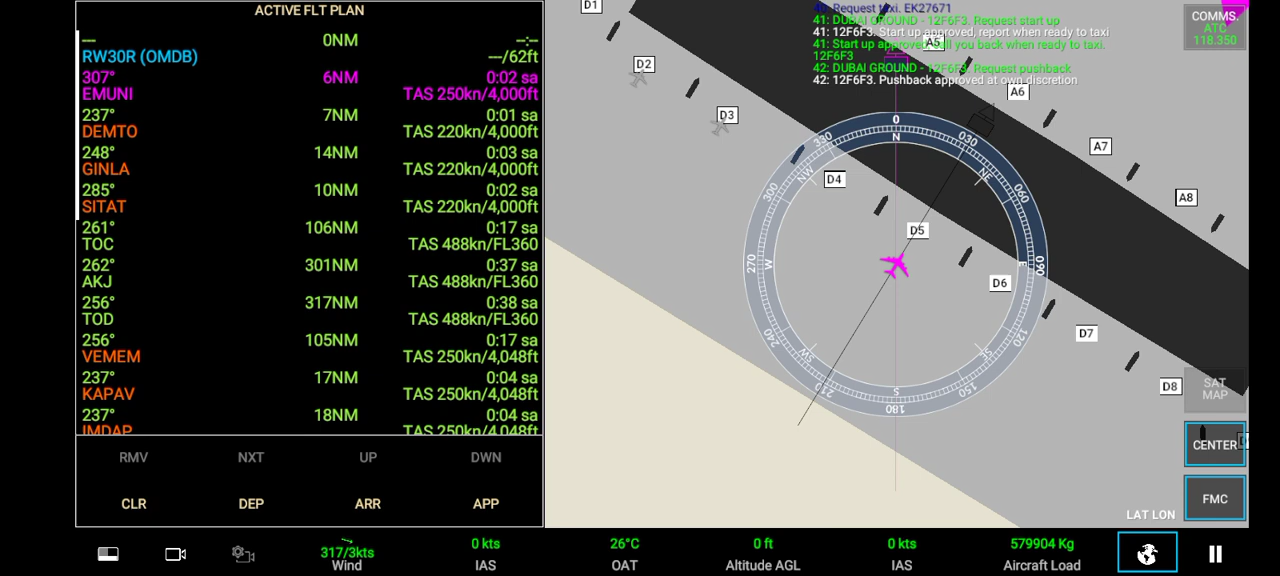 ACTIVE FLT PLAN
--- 0NM --:--
RW30R (OMDB) ---/62ft
307° 6NM 0:02 sa
EMUNI TAS 250kn/4,000ft
237° 7NM 0:01 sa
DEMTO TAS 220kn/4,000ft
248° 14NM 0:03 sa
GINLA TAS 220kn/4,000ft
285° 10NM 0:02 sa
SITAT TAS 220kn/4,000ft
261° 106NM 0:17 sa
TOC TAS 488kn/FL360
262° 301NM 0:37 sa
AKJ TAS 488kn/FL360
256° 317NM 0:38 sa
TOD TAS 488kn/FL360
256° 105NM 0:17 sa
VEMEM TAS 250kn/4,048ft
237° 17NM 0:04 sa
KAPAV TAS 250kn/4,048ft
237° 18NM 0:04 sa
IMDAP TAS 250kn/4,048ft
RMV NXT UP DWN
CLR DEP ARR APP
40: Request taxi. EK27671
41: DUBAI GROUND - 12F6F3. Request start up
41: 12F6F3. Start up approved, report when ready to taxi
41: Start up approved, call you back when ready to taxi.
12F6F3
42: DUBAI GROUND - 12F6F3. Request pushback
42: 12F6F3. Pushback approved at own discretion
COMMS.
ATC
118.350
D1
D2
D3
D4
D5
D6
D7
D8
A5
A6
A7
A8
0
030
060
090
120
150
180
210
240
270
300
330
N
NE
E
SE
S
SW
W
NW
SAT
MAP
CENTER
FMC
LAT LON
317/3kts
Wind
0 kts
IAS
26°C
OAT
0 ft
Altitude AGL
0 kts
IAS
579904 Kg
Aircraft Load